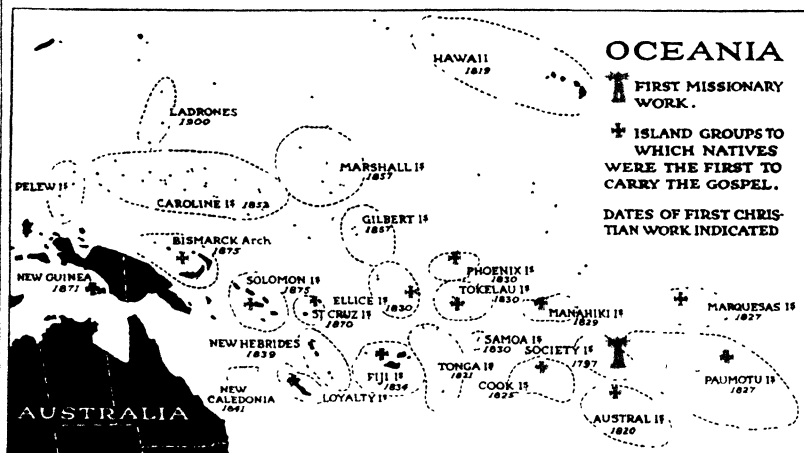 OCEANIA
FIRST MISSIONARY
WORK.
ISLAND GROUPS TO
WHICH NATIVES
WERE THE FIRST TO
CARRY THE GOSPEL.
DATES OF FIRST CHRIS-
TIAN WORK INDICATED
HAWAII
1819
LADRONES
1900
MARSHALL Is
1857
PELEW Is
CAROLINE Is 1852
GILBERT Is
1857
BISMARCK Arch
1875
NEW GUINEA
1871
SOLOMON Is
1875
ELLICE Is
1830
ST CRUZ Is
1870
PHOENIX Is
1830
TOKELAU Is
1830
MANAHIKI Is
1829
MARQUESAS Is
1827
NEW HEBRIDES
1839
SAMOA Is
1830
SOCIETY Is
1797
FIJI Is
1834
TONGA Is
1821
COOK Is
1823
PAUMOTU Is
1827
NEW
CALEDONIA
1841
LOYALTY Is
AUSTRAL Is
1820
AUSTRALIA